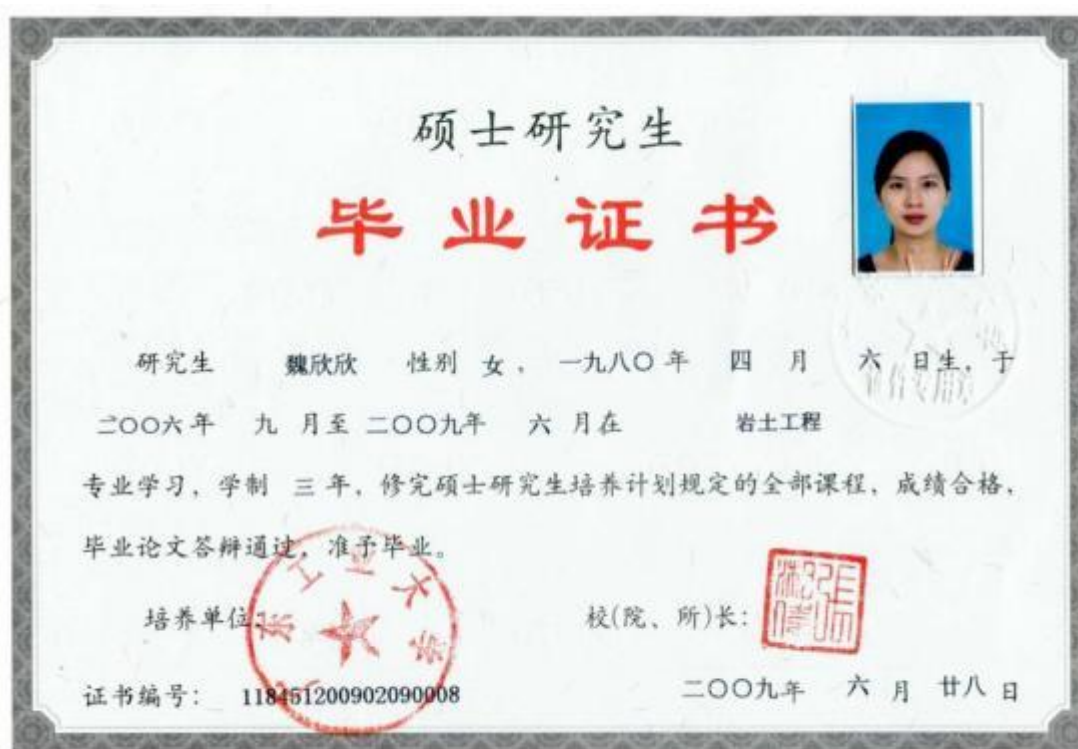 硕士研究生
毕业证书
研究生 魏欣欣 性别 女，一九八〇年 四 月 六 日生，于
二〇〇六年 九 月至二〇〇九年 六 月在 岩土工程
专业学习，学制 三 年，修完硕士研究生培养计划规定的全部课程，成绩合格，
毕业论文答辩通过，准予毕业。
培养单位：
东工业大学
校(院、所)长：
证书编号： 118451200902090008
二〇〇九年 六 月 廿八 日